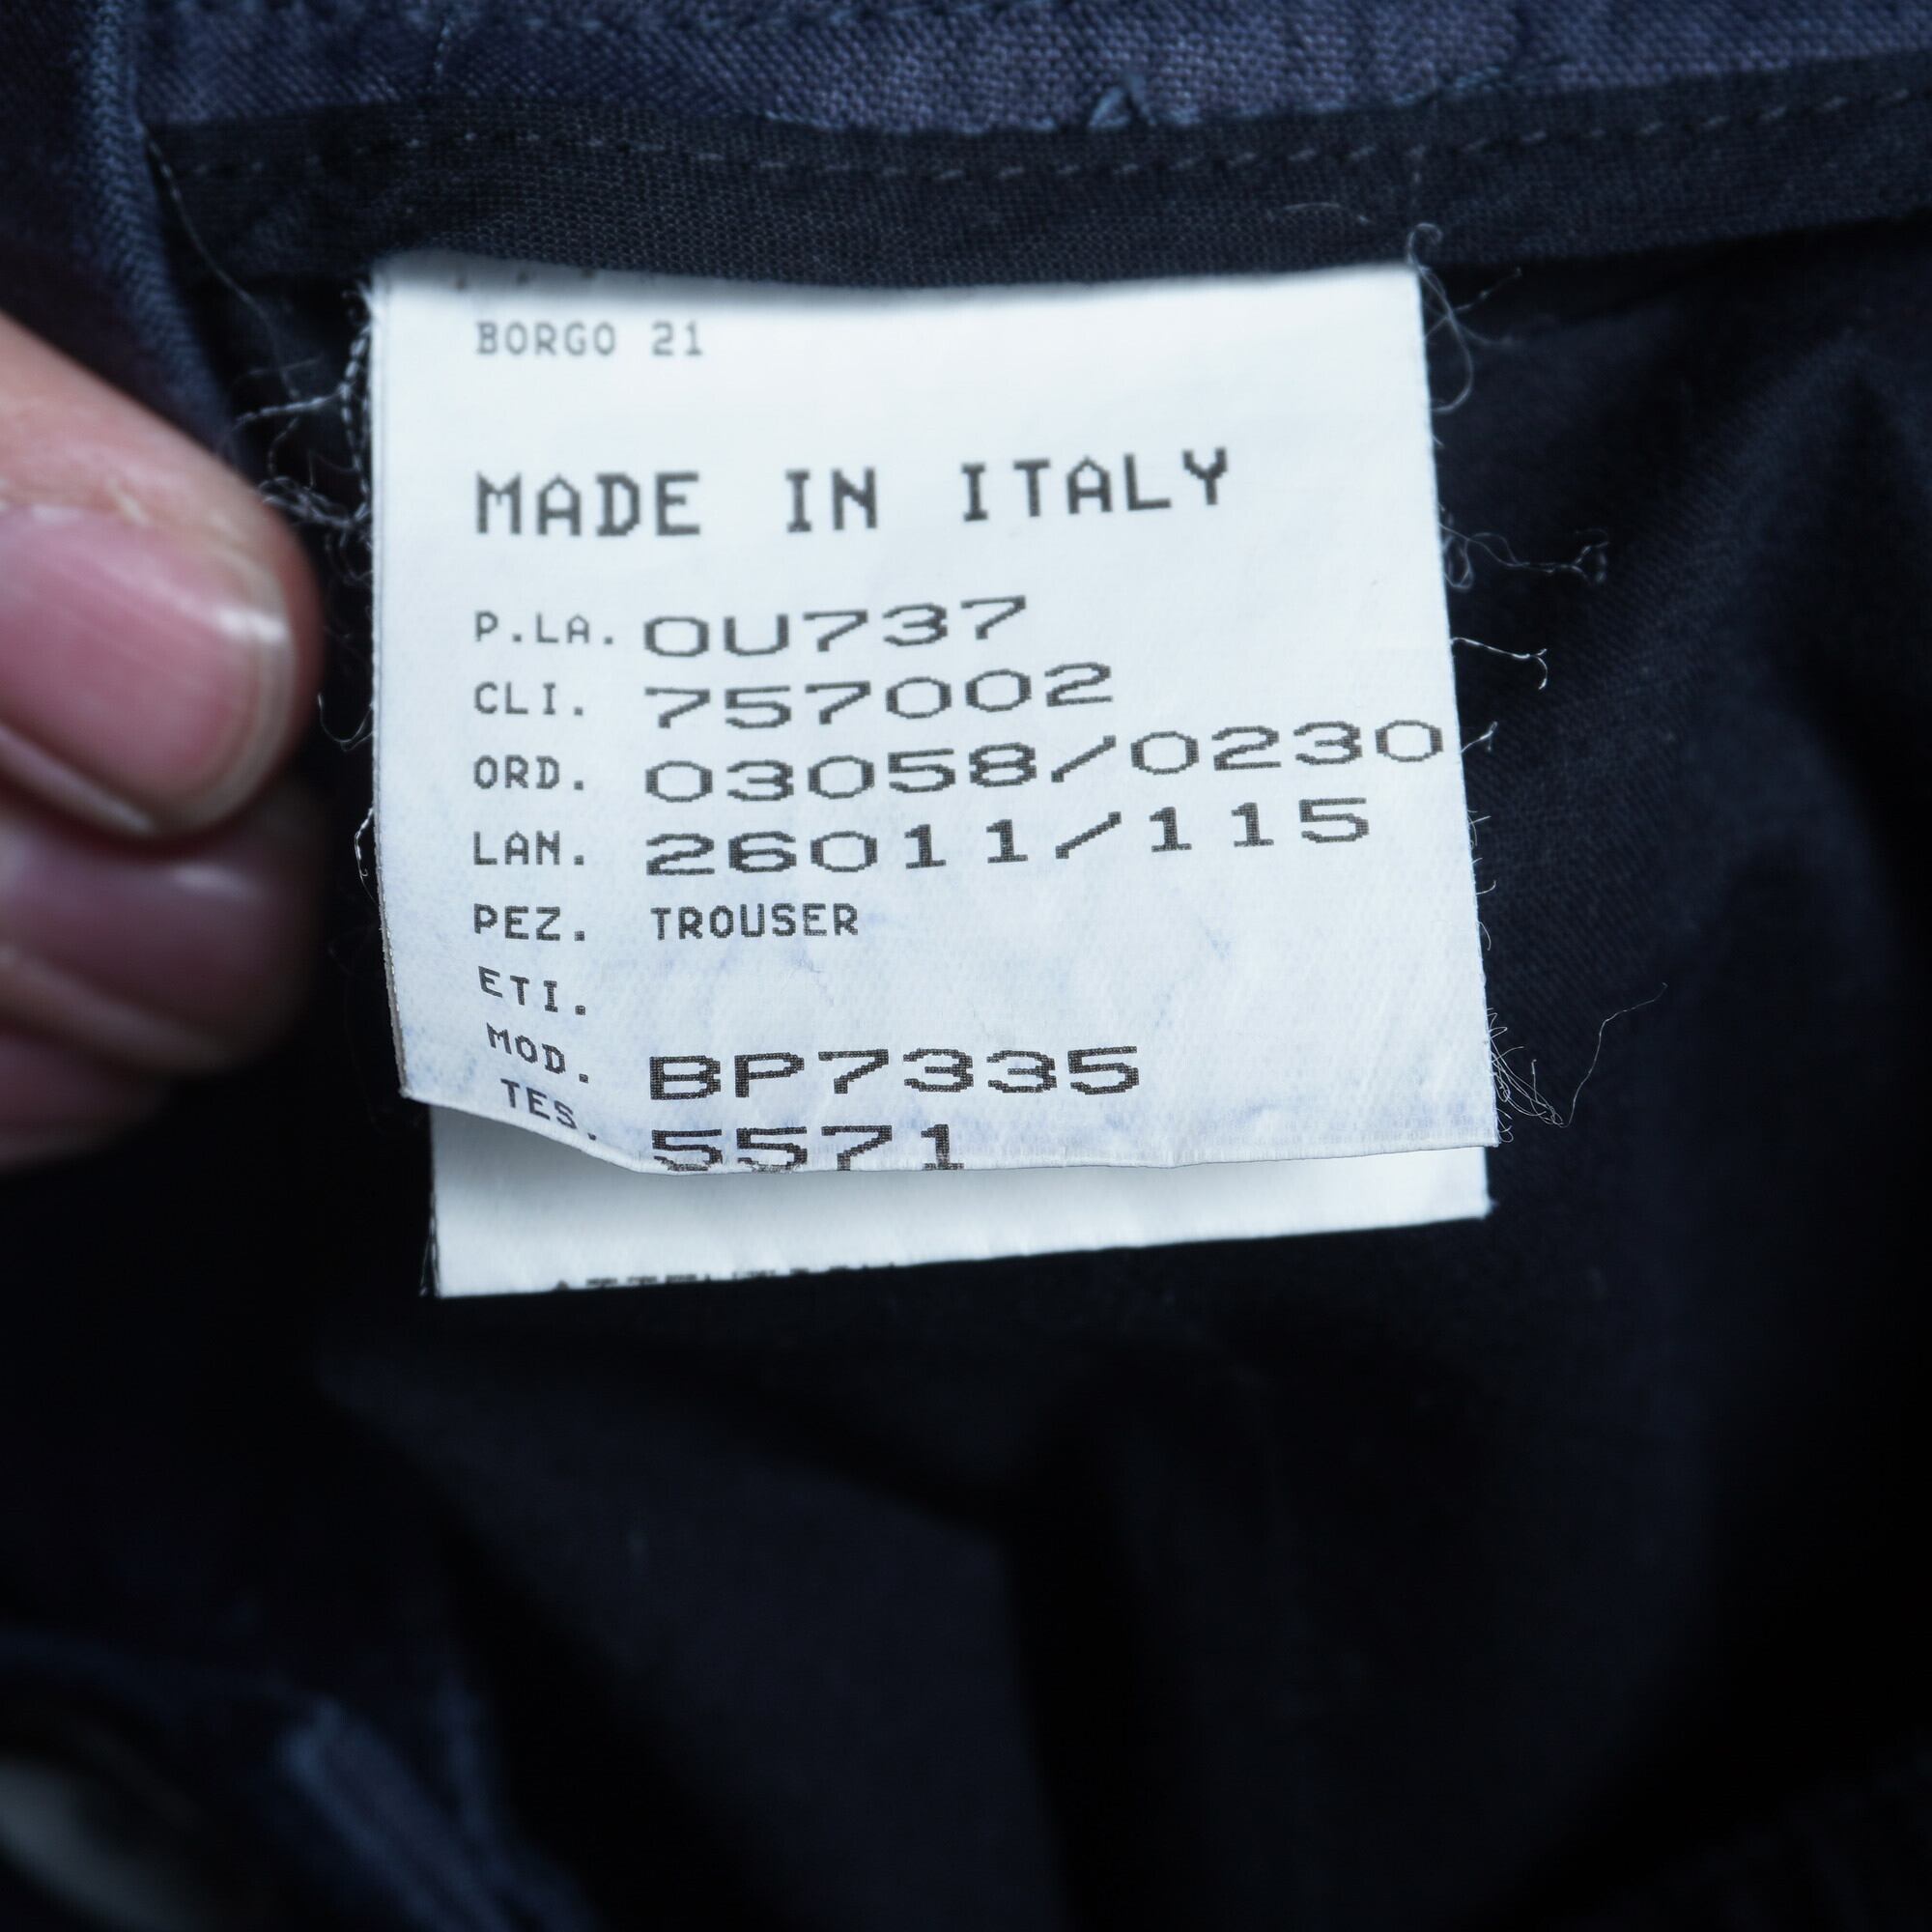 BORGO 21
MADE IN ITALY
P.LA. 0U737
CLI. 757002
ORD. 03058/0230
LAN. 26011/115
PEZ. TROUSER
ETI.
MOD. BP7335
TES. 5571